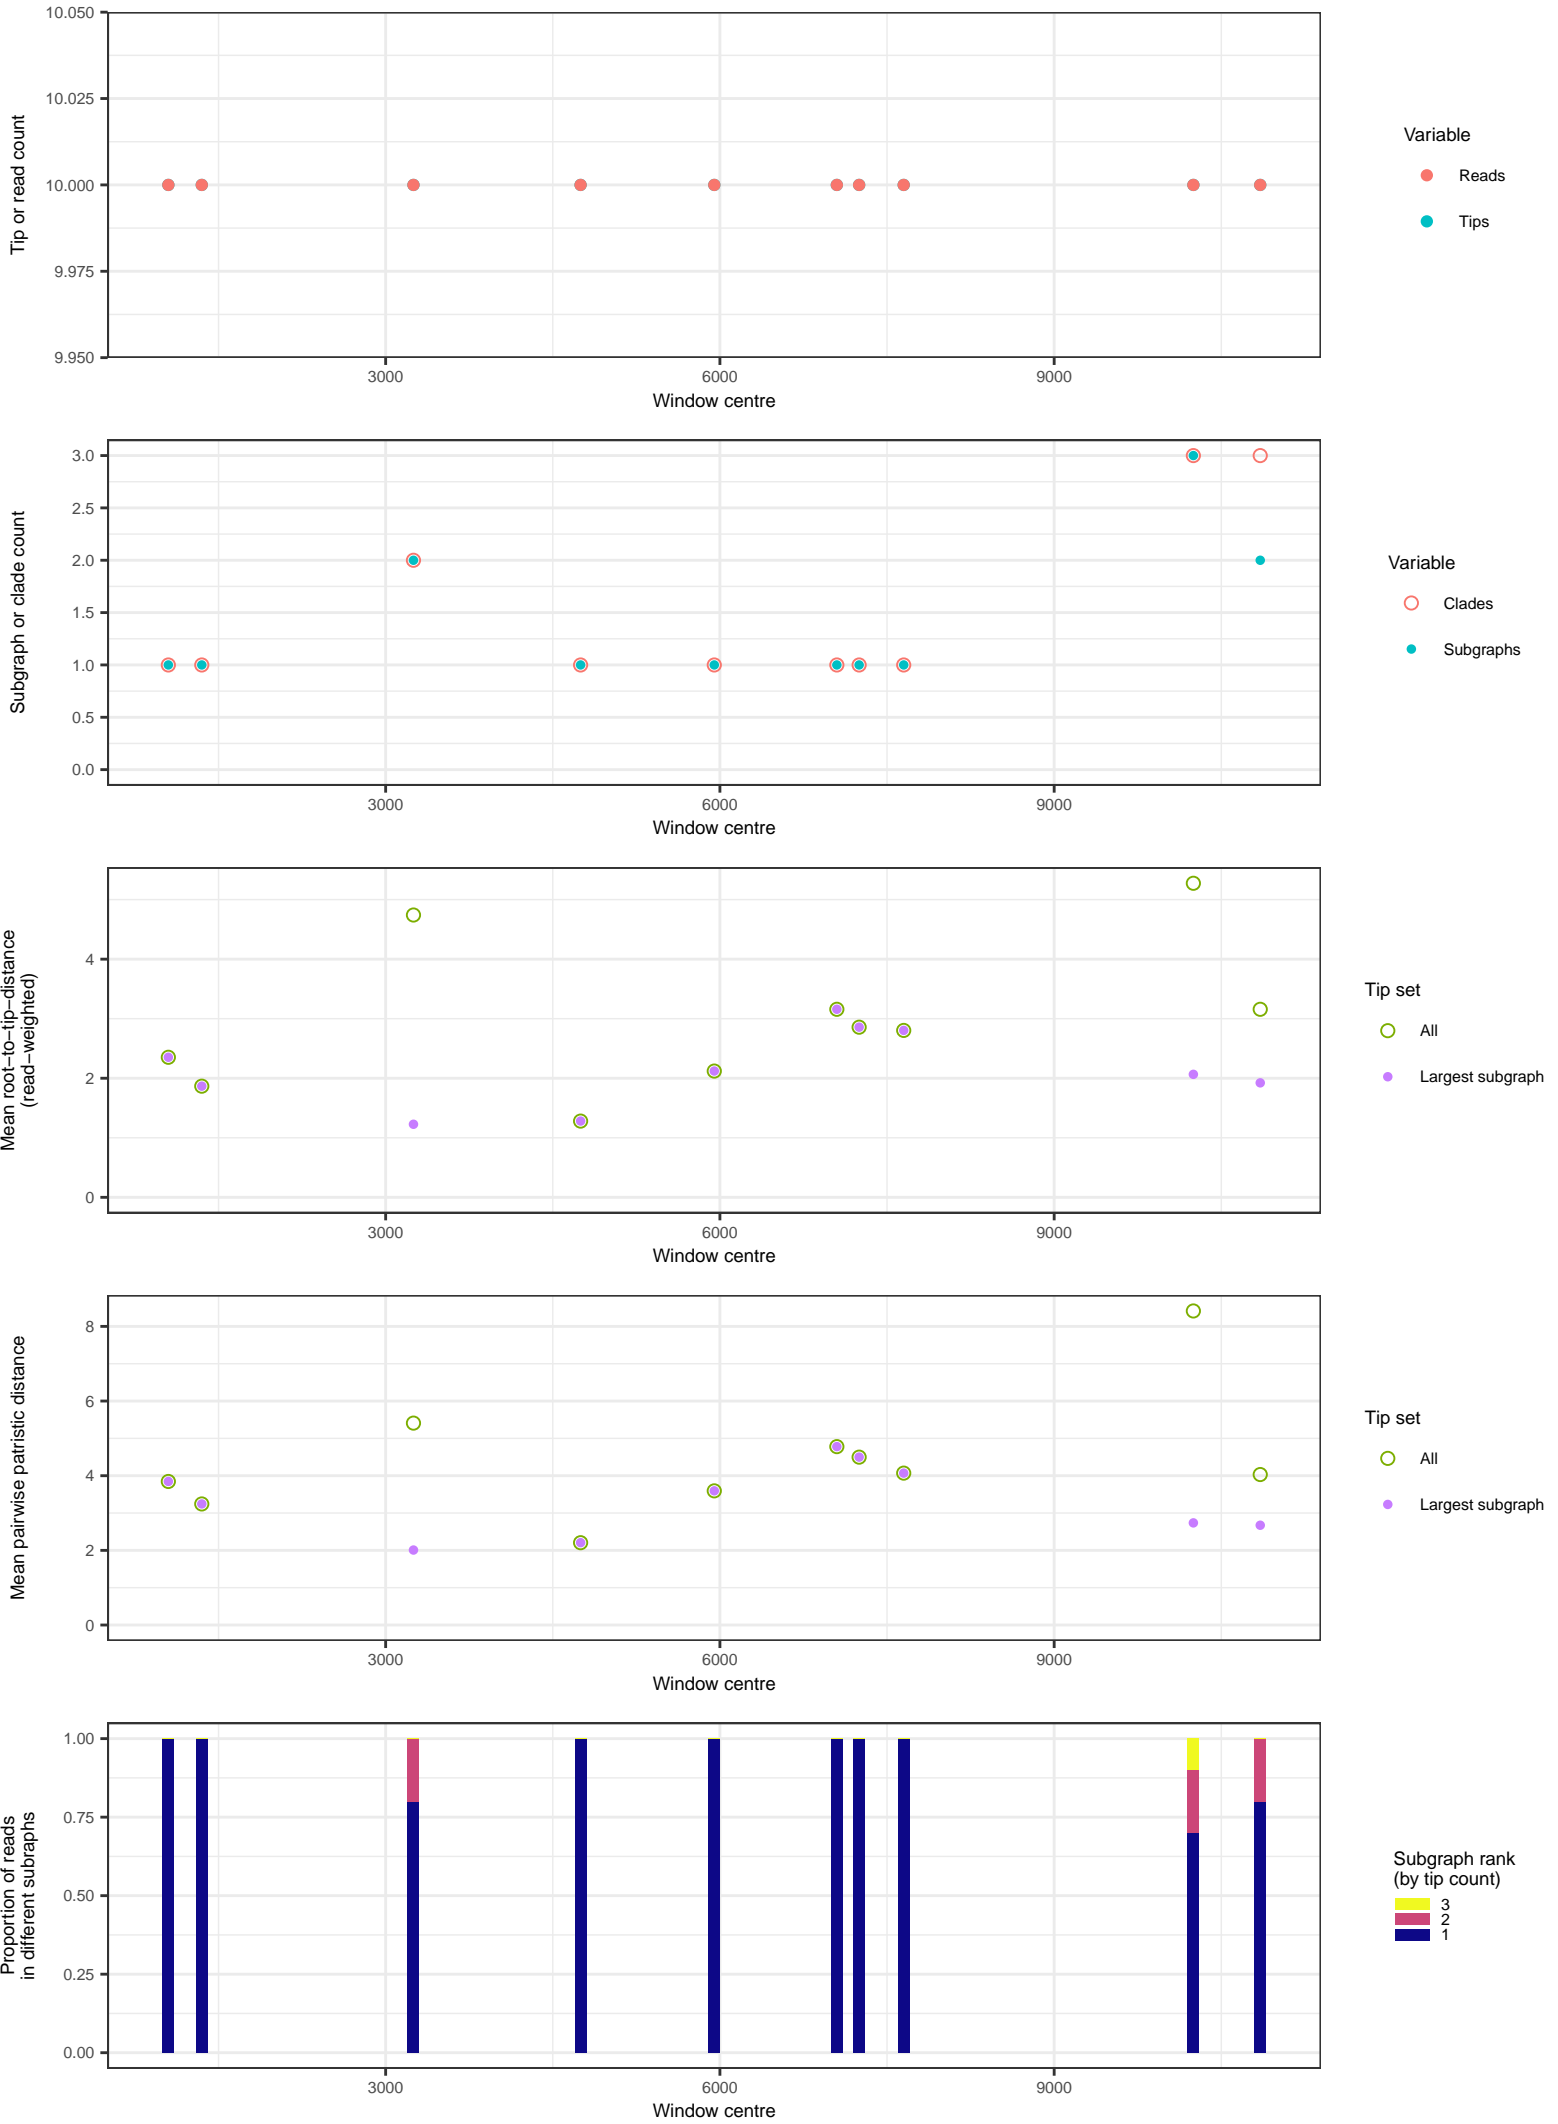 10.050
10.025
10.000
9.975
9.950
Tip or read count
3000 6000 9000
Window centre
Variable
Reads
Tips
3.0
2.5
2.0
1.5
1.0
0.5
0.0
Subgraph or clade count
3000 6000 9000
Window centre
Variable
Clades
Subgraphs
4
2
0
Mean root−to−tip−distance
(read−weighted)
3000 6000 9000
Window centre
Tip set
All
Largest subgraph
8
6
4
2
0
Mean pairwise patristic distance
3000 6000 9000
Window centre
Tip set
All
Largest subgraph
1.00
0.75
0.50
0.25
0.00
Proportion of reads
in different subraphs
3000 6000 9000
Window centre
Subgraph rank
(by tip count)
3
2
1